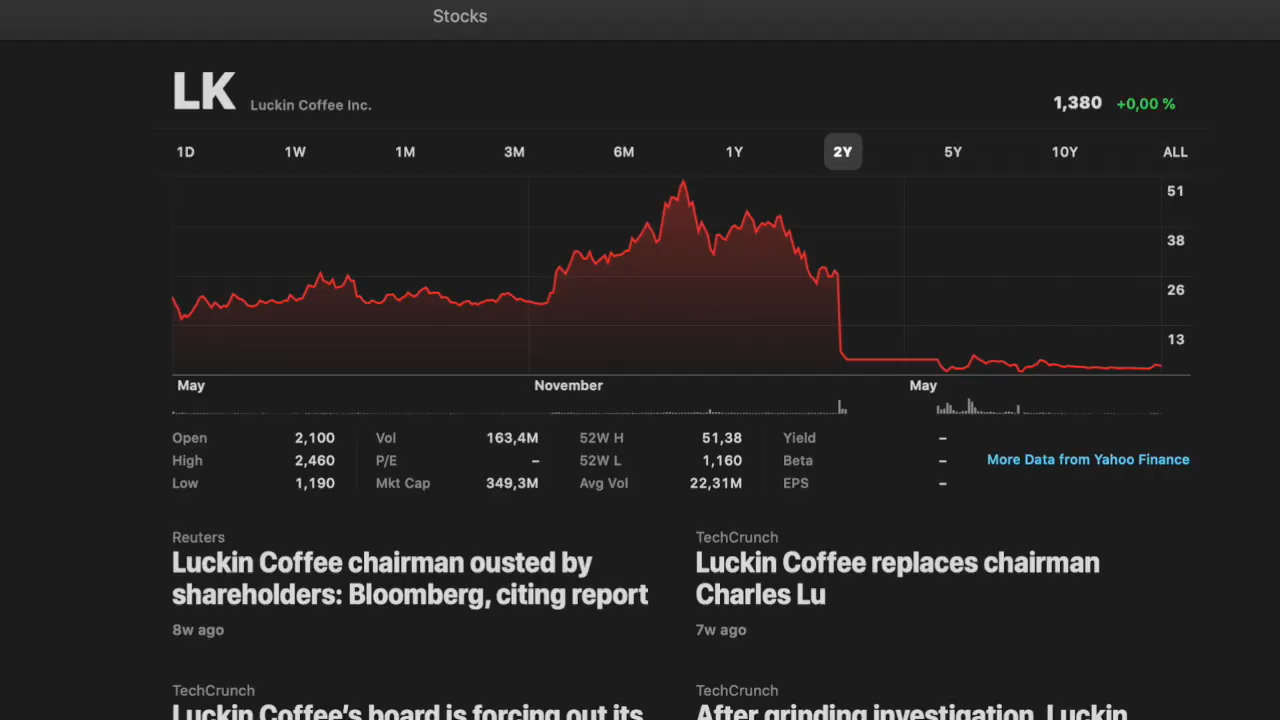 Stocks
LK Luckin Coffee Inc. 1,380 +0,00 %
1D 1W 1M 3M 6M 1Y 2Y 5Y 10Y ALL
51
38
26
13
May November May
Open 2,100 Vol 163,4M 52W H 51,38 Yield –
High 2,460 P/E – 52W L 1,160 Beta – More Data from Yahoo Finance
Low 1,190 Mkt Cap 349,3M Avg Vol 22,31M EPS –
Reuters
Luckin Coffee chairman ousted by
shareholders: Bloomberg, citing report
8w ago
TechCrunch
Luckin Coffee replaces chairman
Charles Lu
7w ago
TechCrunch
Luckin Coffee's board is forcing out its
TechCrunch
After grinding investigation, Luckin